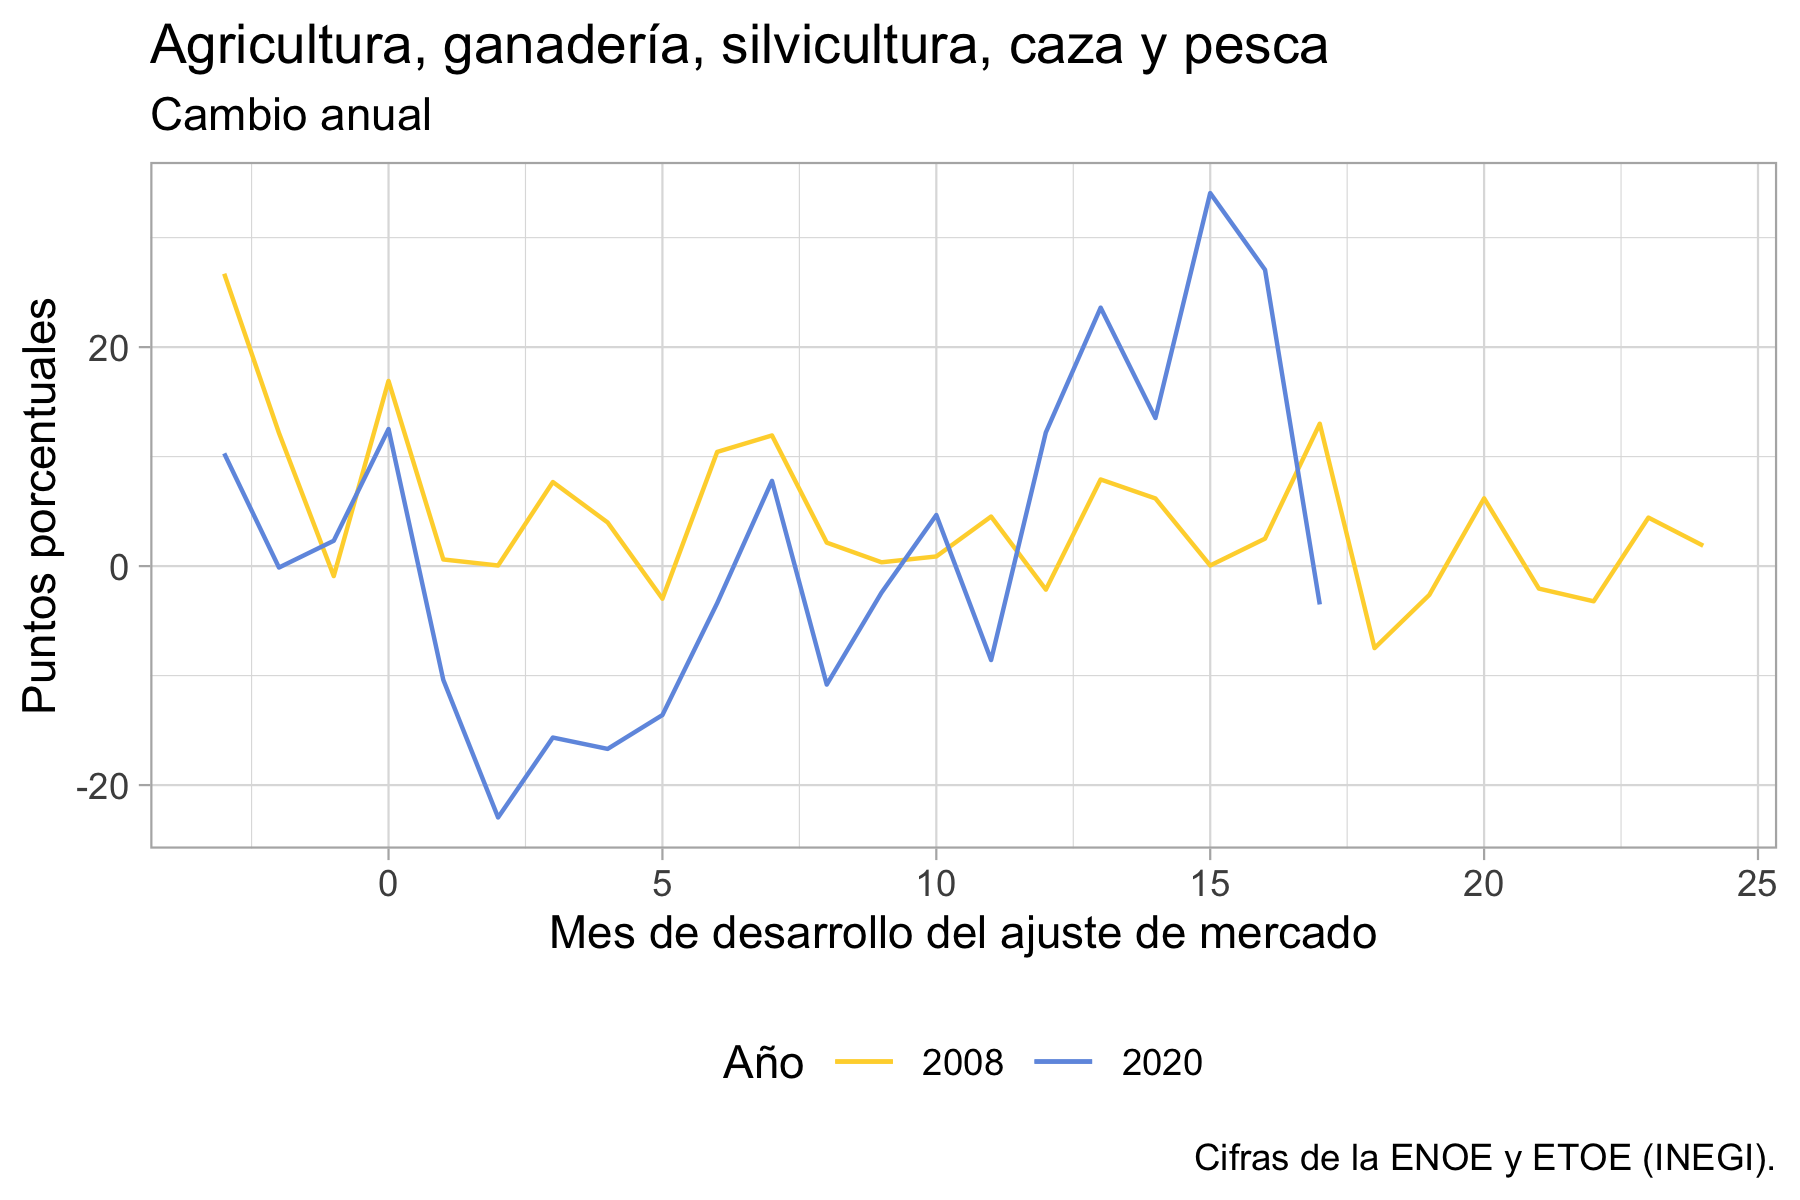 Agricultura, ganadería, silvicultura, caza y pesca
Cambio anual
Puntos porcentuales
20
0
-20
0 5 10 15 20 25
Mes de desarrollo del ajuste de mercado
Año 2008 2020
Cifras de la ENOE y ETOE (INEGI).